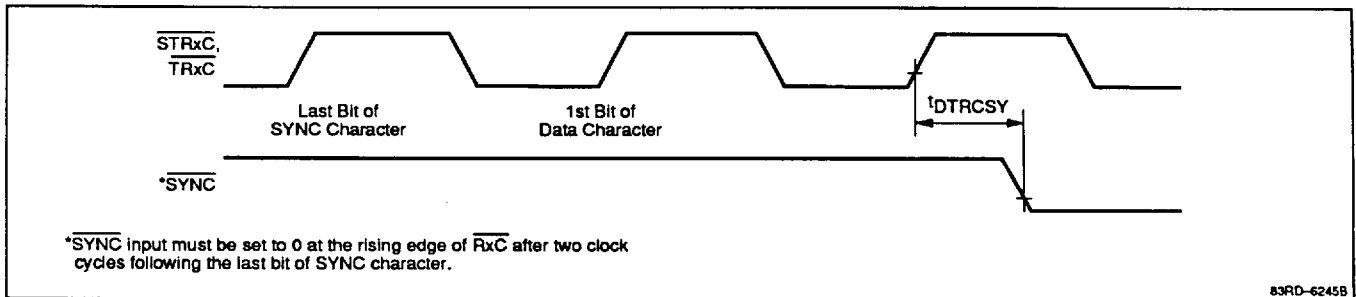 STRxC,
TRxC
Last Bit of
SYNC Character
1st Bit of
Data Character
tDTRCSY
*SYNC
*SYNC input must be set to 0 at the rising edge of RxC after two clock
cycles following the last bit of SYNC character.
83RD–6245B